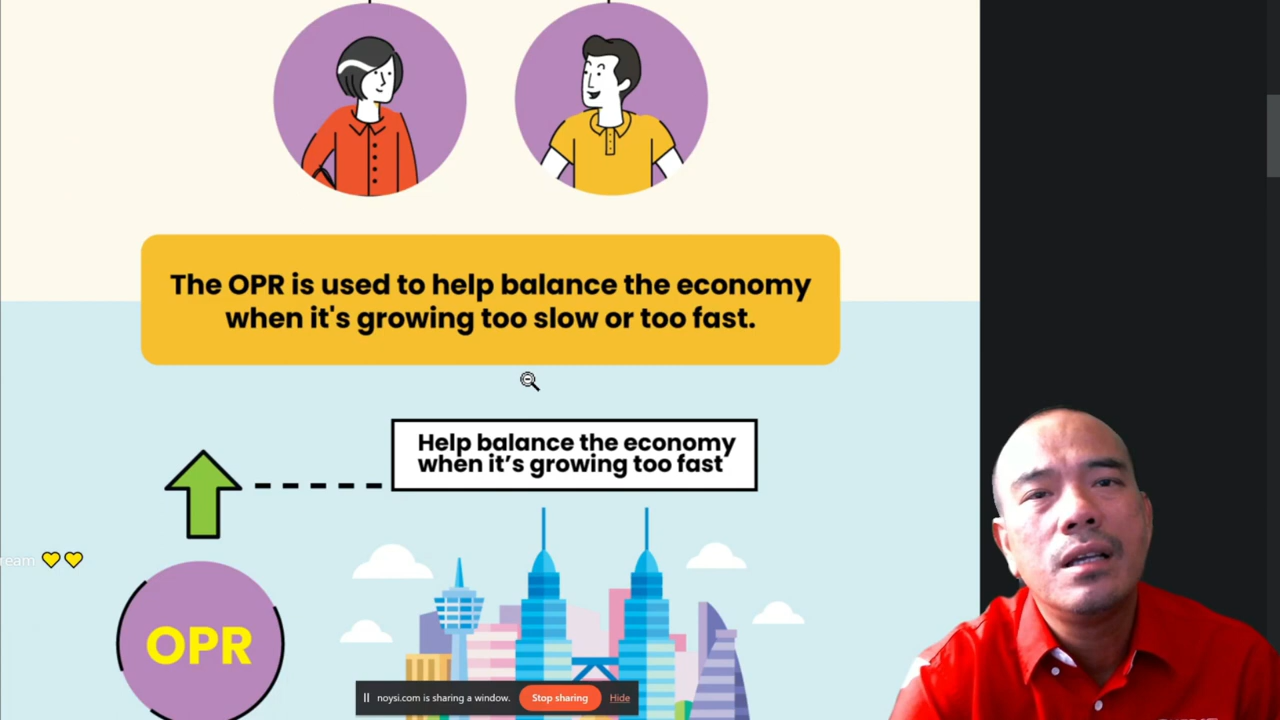 The OPR is used to help balance the economy
when it's growing too slow or too fast.
Help balance the economy
when it’s growing too fast
ream 💛💛
OPR
noysi.com is sharing a window. Stop sharing Hide